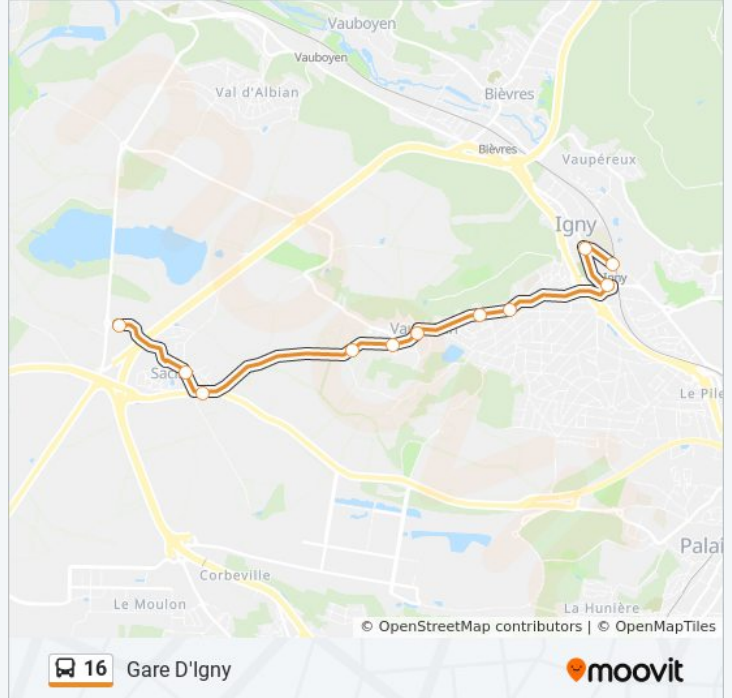 Vauboyen
Vauboyen
Val d'Albian
Bièvres
Bièvres
Vaupéreux
Igny
Igny
Le Pile
Corbeville
Le Moulon
Palai
La Hunière
© OpenStreetMap contributors | © OpenMapTiles
16 Gare D'Igny
moovit